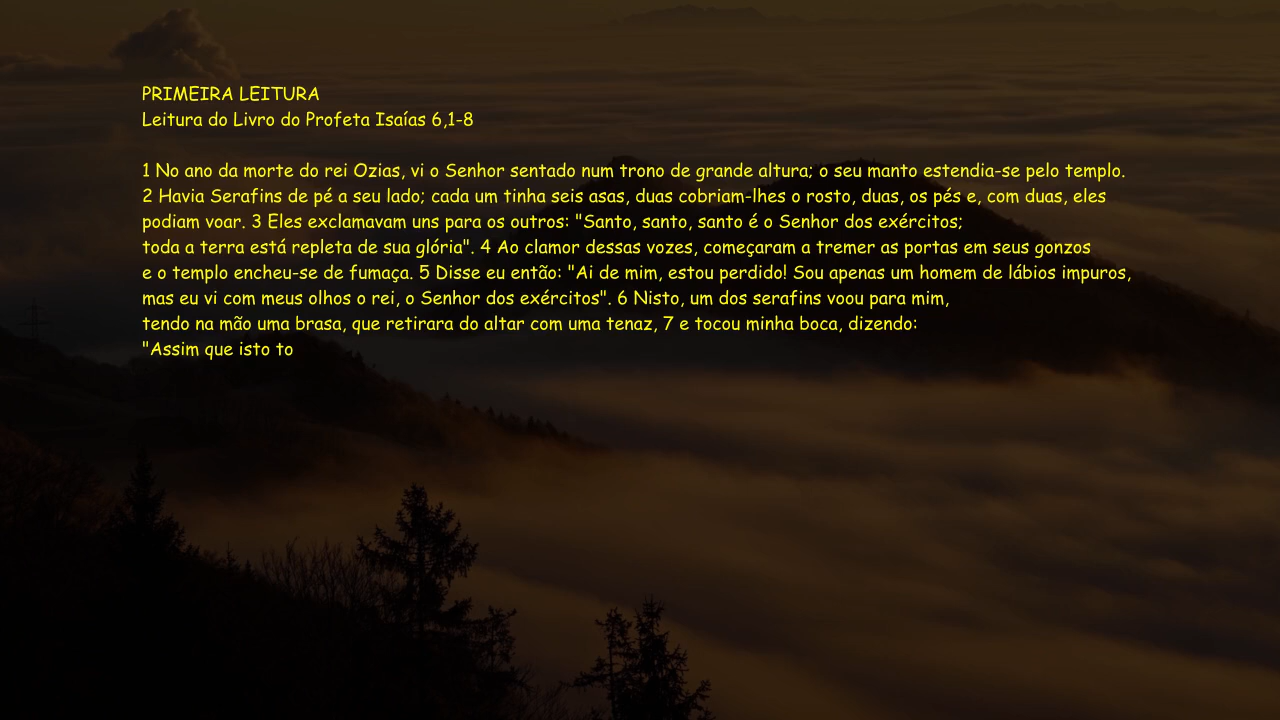 PRIMEIRA LEITURA
Leitura do Livro do Profeta Isaías 6,1-8
1 No ano da morte do rei Ozias, vi o Senhor sentado num trono de grande altura; o seu manto estendia-se pelo templo.
2 Havia Serafins de pé a seu lado; cada um tinha seis asas, duas cobriam-lhes o rosto, duas, os pés e, com duas, eles
podiam voar. 3 Eles exclamavam uns para os outros: "Santo, santo, santo é o Senhor dos exércitos;
toda a terra está repleta de sua glória". 4 Ao clamor dessas vozes, começaram a tremer as portas em seus gonzos
e o templo encheu-se de fumaça. 5 Disse eu então: "Ai de mim, estou perdido! Sou apenas um homem de lábios impuros,
mas eu vi com meus olhos o rei, o Senhor dos exércitos". 6 Nisto, um dos serafins voou para mim,
tendo na mão uma brasa, que retirara do altar com uma tenaz, 7 e tocou minha boca, dizendo:
"Assim que isto to